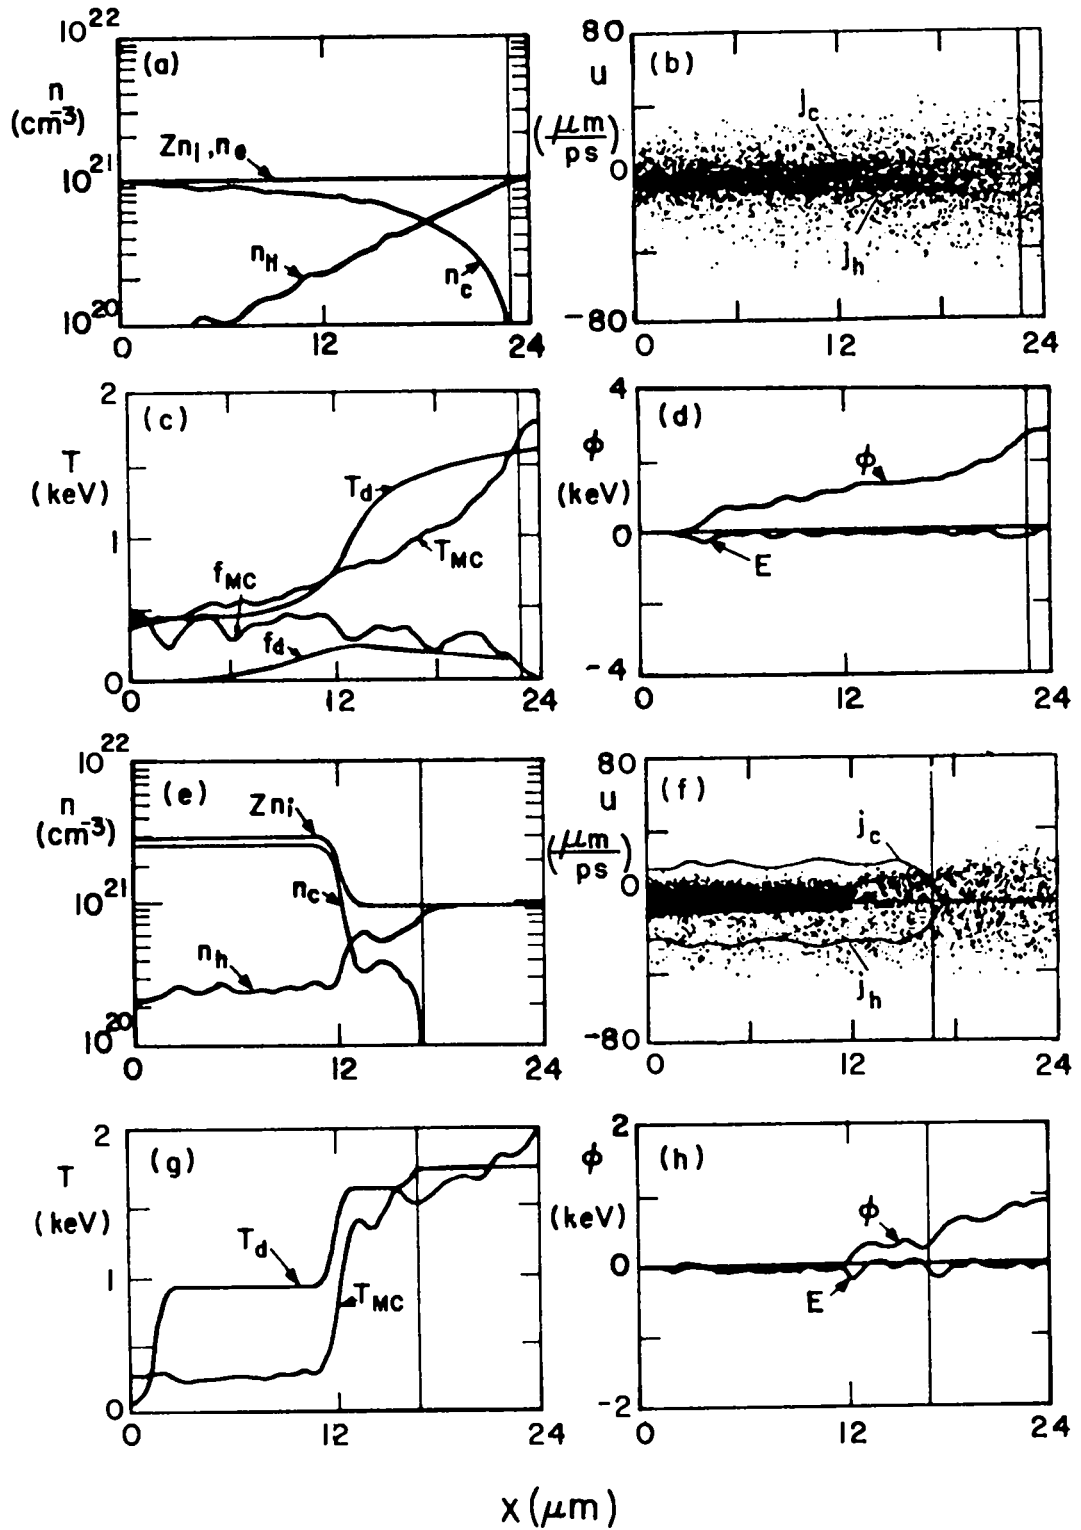 10^22
(a)
n
(cm^-3)
Zn_i, n_e
10^21
n_H
n_c
10^20
0 12 24
80
u
(b)
(μm/ps)
j_c
0
j_h
-80
0 12 24
2
(c)
T
(keV)
T_d
1
T_MC
f_MC
f_d
0
0 12 24
4
(d)
ϕ
(keV)
ϕ
0
E
-4
0 12 24
10^22
(e)
n
(cm^-3)
Zn_i
n_c
10^21
n_h
10^20
0 12 24
80
u
(f)
(μm/ps)
j_c
0
j_h
-80
0 12 24
2
(g)
T
(keV)
T_d
1
T_MC
0
0 12 24
2
(h)
ϕ
(keV)
ϕ
0
E
-2
0 12 24
X (μm)